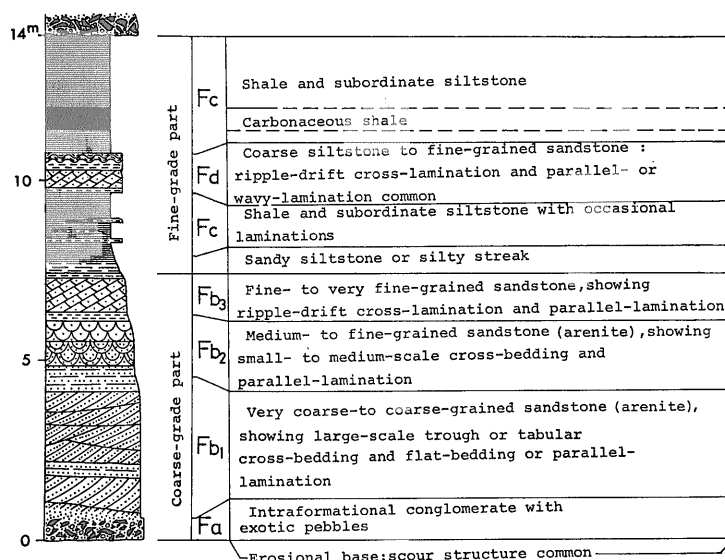 14m
10
5
0
Fine-grade part
Coarse-grade part
Fc
Shale and subordinate siltstone
Carbonaceous shale
Fd
Coarse siltstone to fine-grained sandstone :
ripple-drift cross-lamination and parallel- or
wavy-lamination common
Fc
Shale and subordinate siltstone with occasional
laminations
Sandy siltstone or silty streak
Fb3
Fine- to very fine-grained sandstone,showing
ripple-drift cross-lamination and parallel-lamination
Fb2
Medium- to fine-grained sandstone (arenite),showing
small- to medium-scale cross-bedding and
parallel-lamination
Fb1
Very coarse-to coarse-grained sandstone (arenite),
showing large-scale trough or tabular
cross-bedding and flat-bedding or parallel-
lamination
Fa
Intraformational conglomerate with
exotic pebbles
Erosional base:scour structure common